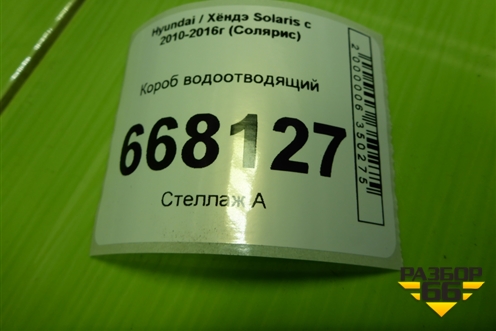 Hyundai / Хёндэ Solaris с
2010-2016г (Солярис)
Короб водоотводящий
668127
Стеллаж А
2000006350275
РАЗБОР
66